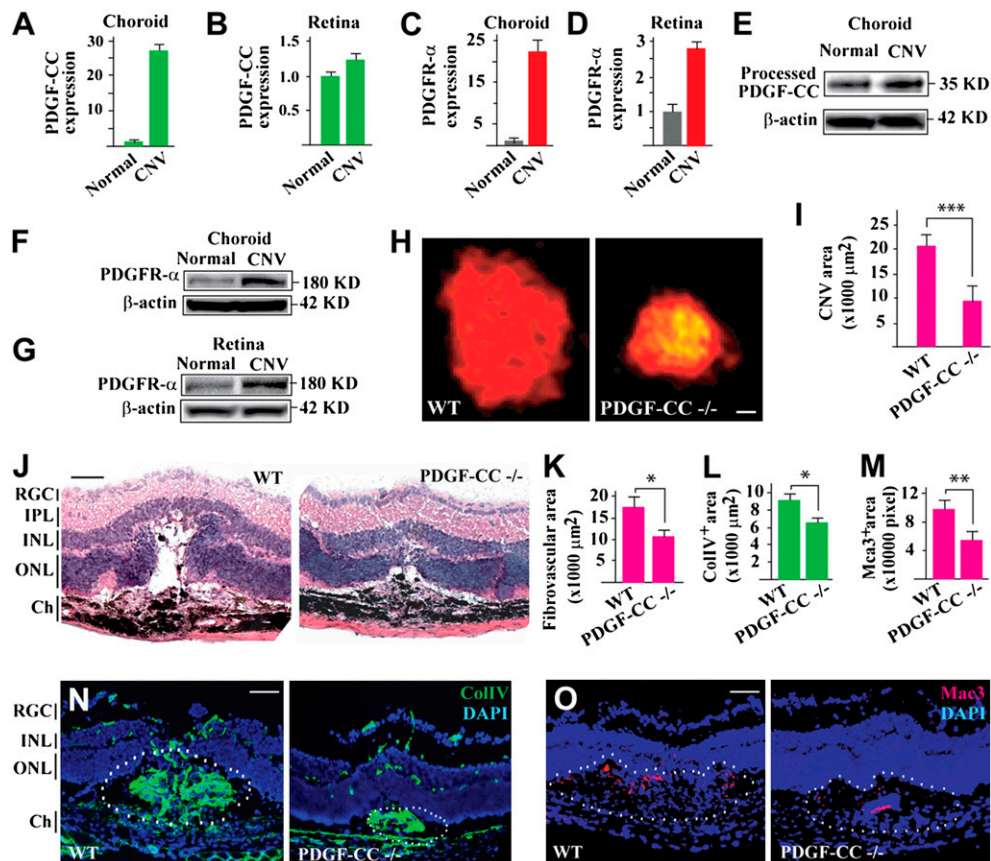 A
Choroid
PDGF-CC
expression
30
20
10
0
Normal
CNV
B
Retina
PDGF-CC
expression
1.5
1.0
0.5
Normal
CNV
C
Choroid
PDGFR-α
expression
25
15
5
0
Normal
CNV
D
Retina
PDGFR-α
expression
3
2
1
0
Normal
CNV
E
Choroid
Normal CNV
Processed
PDGF-CC
35 KD
β-actin
42 KD
F
Choroid
Normal CNV
PDGFR-α
180 KD
β-actin
42 KD
G
Retina
Normal CNV
PDGFR-α
180 KD
β-actin
42 KD
H
WT
PDGF-CC -/-
I
CNV area
(x1000 μm2)
25
20
15
10
5
***
WT
PDGF-CC -/-
J
WT
PDGF-CC -/-
RGC
IPL
INL
ONL
Ch
K
Fibrovascular area
(x1000 μm2)
20
15
10
5
*
WT
PDGF-CC -/-
L
ColIV+ area
(x1000 μm2)
12
8
4
0
*
WT
PDGF-CC -/-
M
Mca3+area
(x10000 pixel)
12
8
4
**
WT
PDGF-CC -/-
N
ColIV
DAPI
RGC
INL
ONL
Ch
WT
PDGF-CC -/-
O
Mac3
DAPI
WT
PDGF-CC -/-